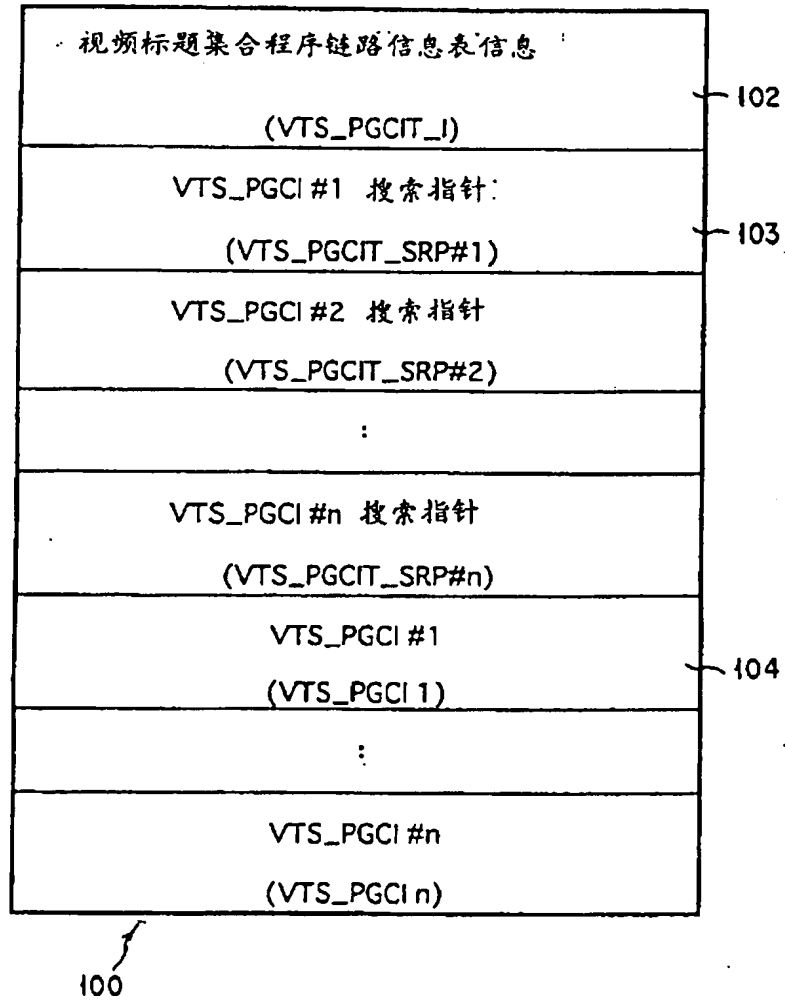 视频标题集合程序链路信息表信息
102
(VTS_PGCIT_I)
VTS_PGCI #1 搜索指针:
103
(VTS_PGCIT_SRP#1)
VTS_PGCI #2 搜索指针
(VTS_PGCIT_SRP#2)
:
VTS_PGCI #n 搜索指针
(VTS_PGCIT_SRP#n)
VTS_PGCI #1
104
(VTS_PGCI 1)
:
VTS_PGCI #n
(VTS_PGCI n)
100